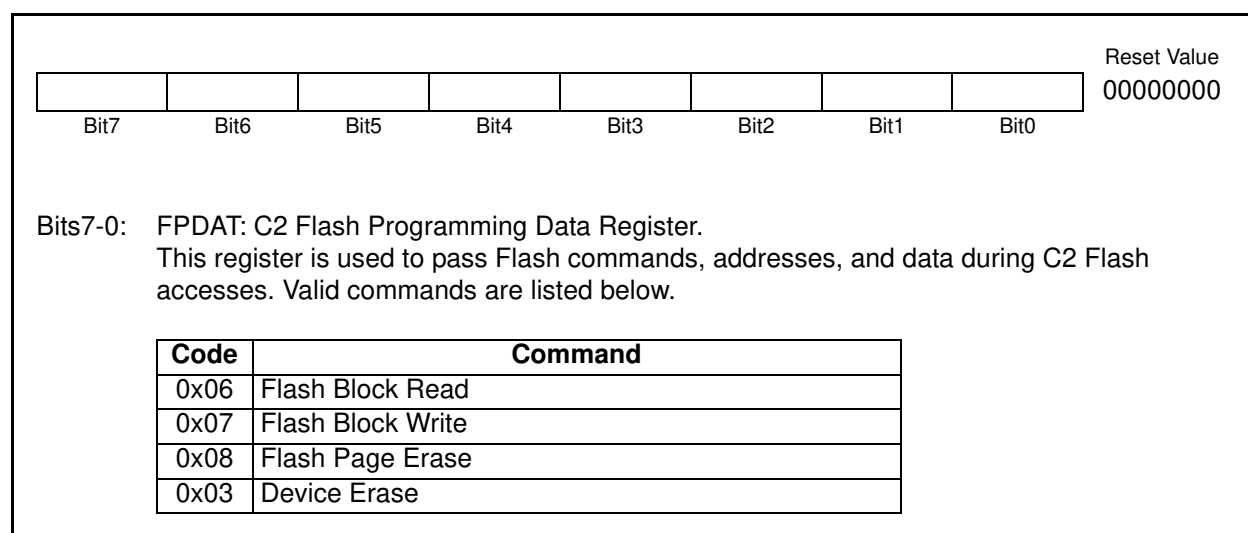 Reset Value
00000000
Bit7 Bit6 Bit5 Bit4 Bit3 Bit2 Bit1 Bit0
Bits7-0: FPDAT: C2 Flash Programming Data Register.
This register is used to pass Flash commands, addresses, and data during C2 Flash
accesses. Valid commands are listed below.
Code Command
0x06 Flash Block Read
0x07 Flash Block Write
0x08 Flash Page Erase
0x03 Device Erase